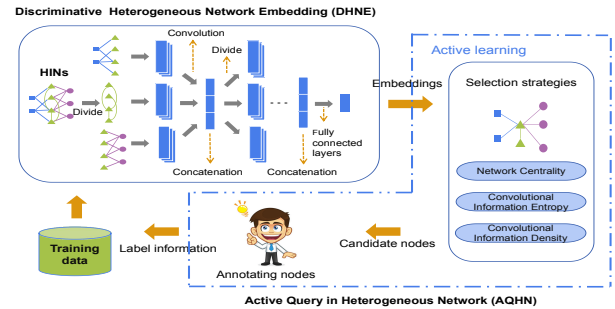 Discriminative Heterogeneous Network Embedding (DHNE)
Convolution
Divide
HINs
Divide
Fully
connected
layers
Concatenation
Concatenation
Embeddings
Active learning
Selection strategies
Network Centrality
Convolutional
Information Entropy
Convolutional
Information Density
Training
data
Label information
Annotating nodes
Candidate nodes
Active Query in Heterogeneous Network (AQHN)